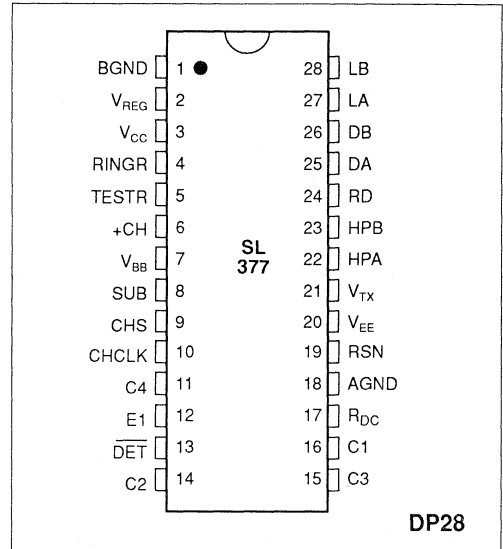 BGND 1 28 LB
VREG 2 27 LA
VCC 3 26 DB
RINGR 4 25 DA
TESTR 5 24 RD
+CH 6 23 HPB
VBB 7 22 HPA
SL
377
SUB 8 21 VTX
CHS 9 20 VEE
CHCLK 10 19 RSN
C4 11 18 AGND
E1 12 17 RDC
DET 13 16 C1
C2 14 15 C3
DP28